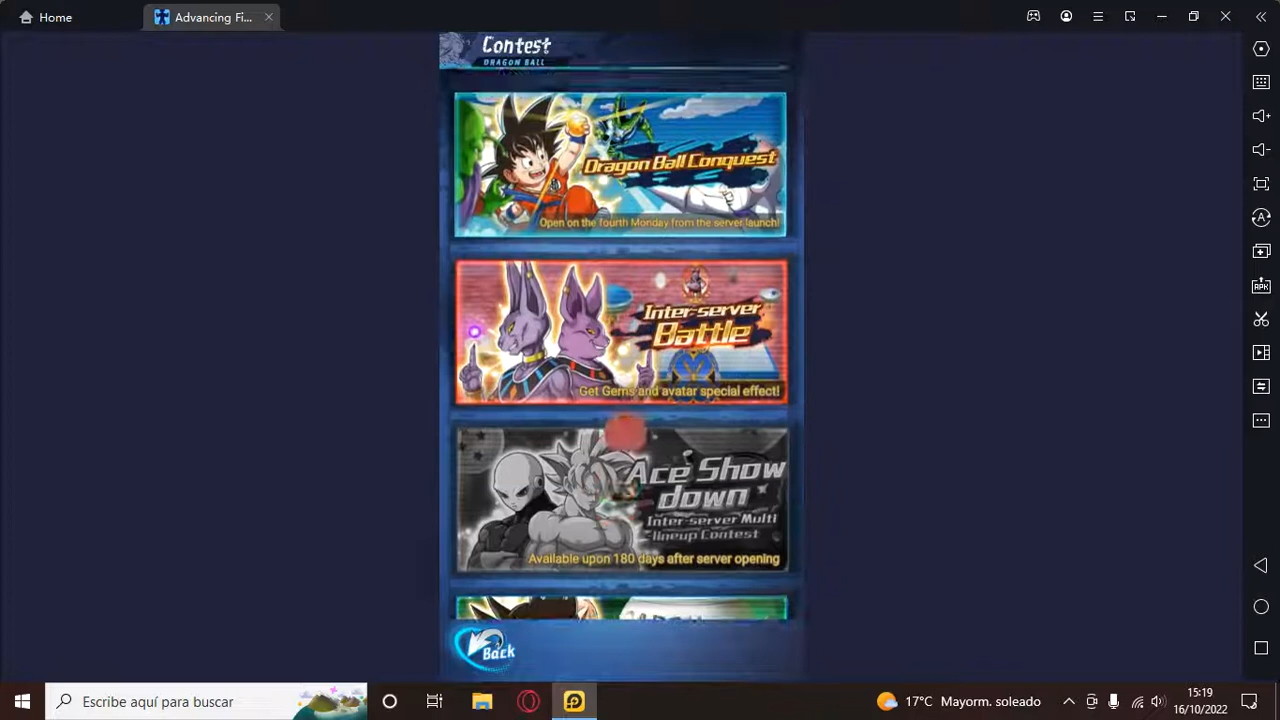 Home
Advancing Fi...
Contest
DRAGON BALL
Dragon Ball Conquest
Open on the fourth Monday from the server launch!
Inter-server
Battle
Get Gems and avatar special effect!
Ace Show
down
Inter-server Multi
lineup Contest
Available upon 180 days after server opening
Back
APK
Escribe aquí para buscar
17°C Mayorm. soleado
15:19
16/10/2022